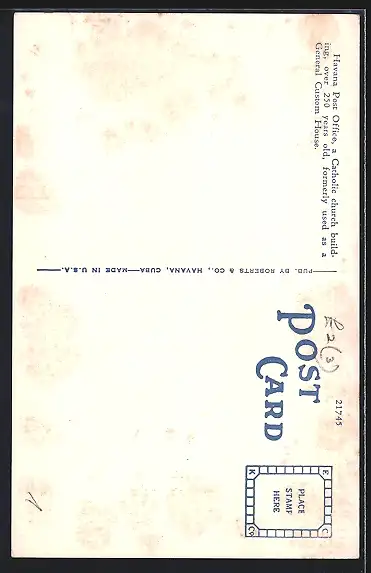 Havana Post Office, a Catholic church build-
ing, over 250 years old, formerly used as a
General Custom House.
PUB. BY ROBERTS & CO., HAVANA, CUBA—MADE IN U.S.A.
POST
CARD
21745
PLACE
STAMP
HERE
E
C
K
Co